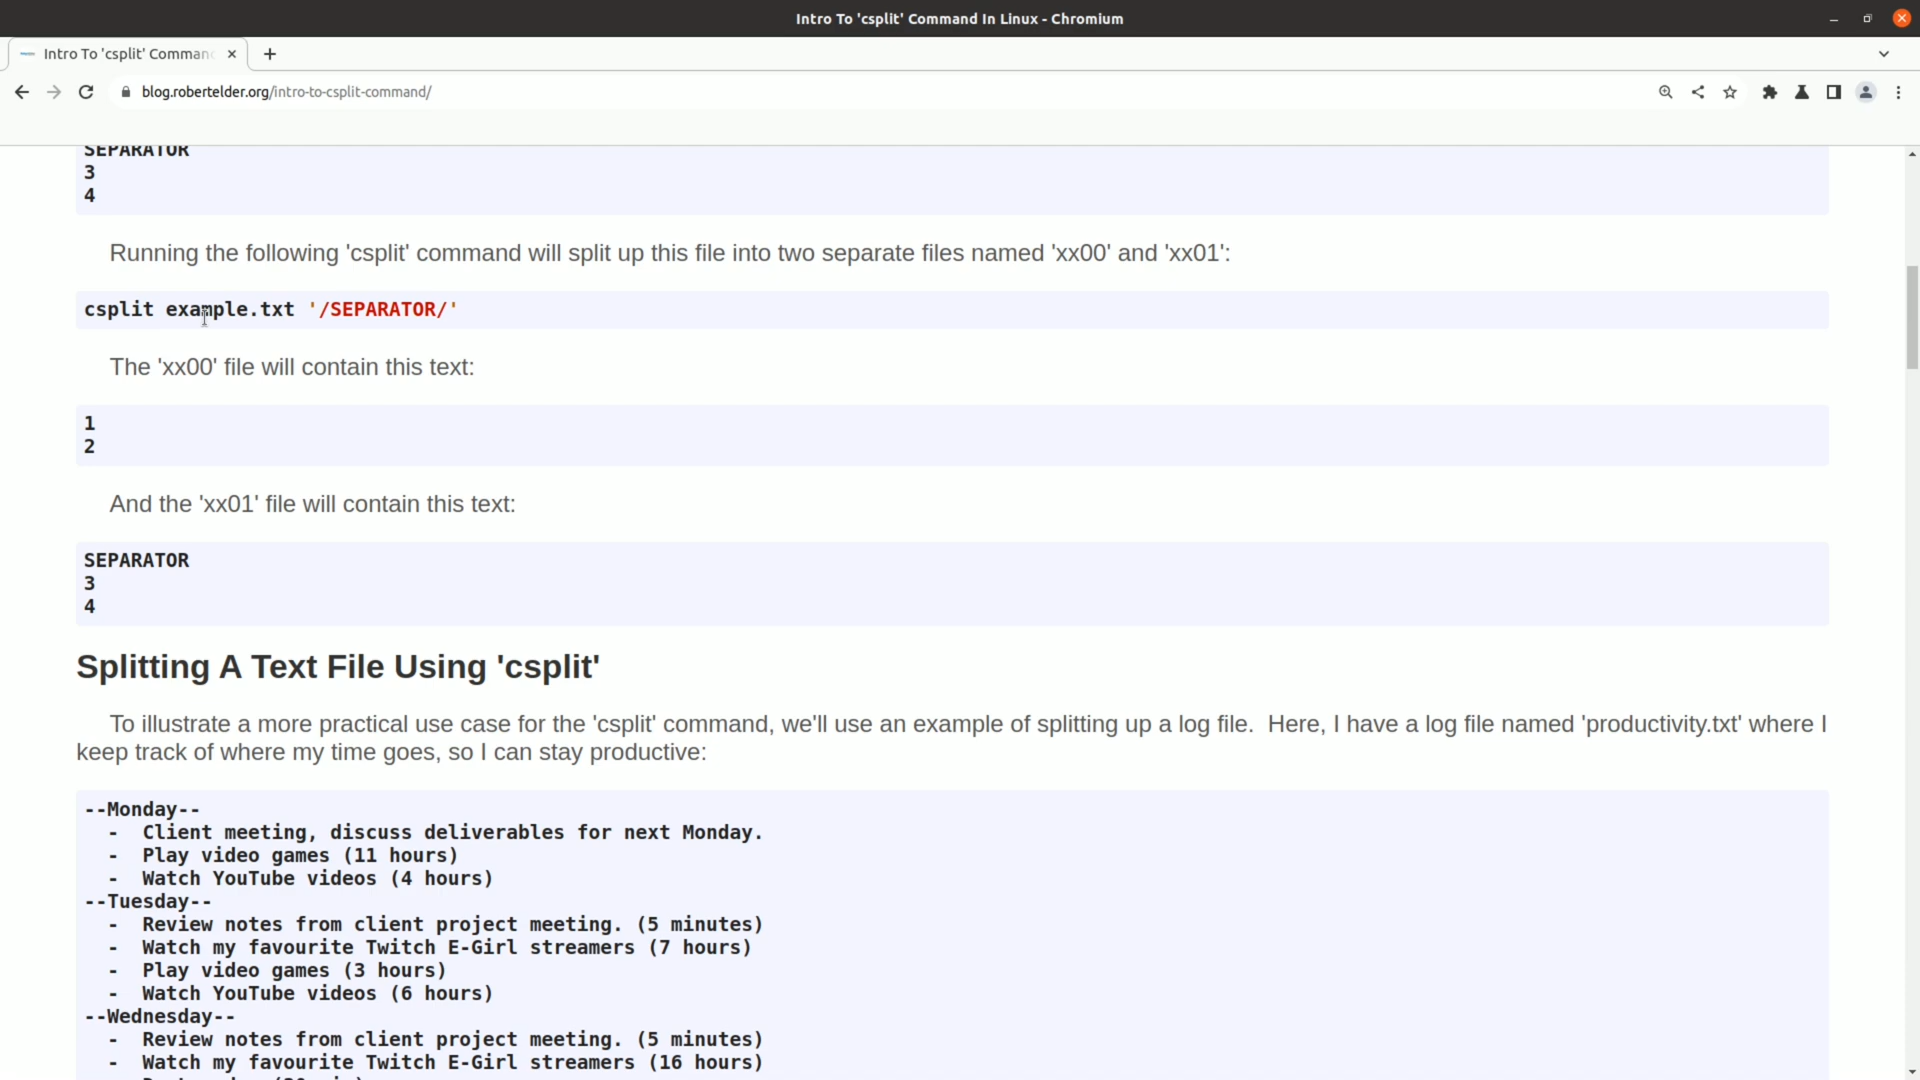 Intro To 'csplit' Command In Linux - Chromium
Intro To 'csplit' Comman
blog.robertelder.org/intro-to-csplit-command/
SEPARATOR
3
4
Running the following 'csplit' command will split up this file into two separate files named 'xx00' and 'xx01':
csplit example.txt '/SEPARATOR/'
The 'xx00' file will contain this text:
1
2
And the 'xx01' file will contain this text:
SEPARATOR
3
4
Splitting A Text File Using 'csplit'
To illustrate a more practical use case for the 'csplit' command, we'll use an example of splitting up a log file.  Here, I have a log file named 'productivity.txt' where I
keep track of where my time goes, so I can stay productive:
--Monday--
  -  Client meeting, discuss deliverables for next Monday.
  -  Play video games (11 hours)
  -  Watch YouTube videos (4 hours)
--Tuesday--
  -  Review notes from client project meeting. (5 minutes)
  -  Watch my favourite Twitch E-Girl streamers (7 hours)
  -  Play video games (3 hours)
  -  Watch YouTube videos (6 hours)
--Wednesday--
  -  Review notes from client project meeting. (5 minutes)
  -  Watch my favourite Twitch E-Girl streamers (16 hours)